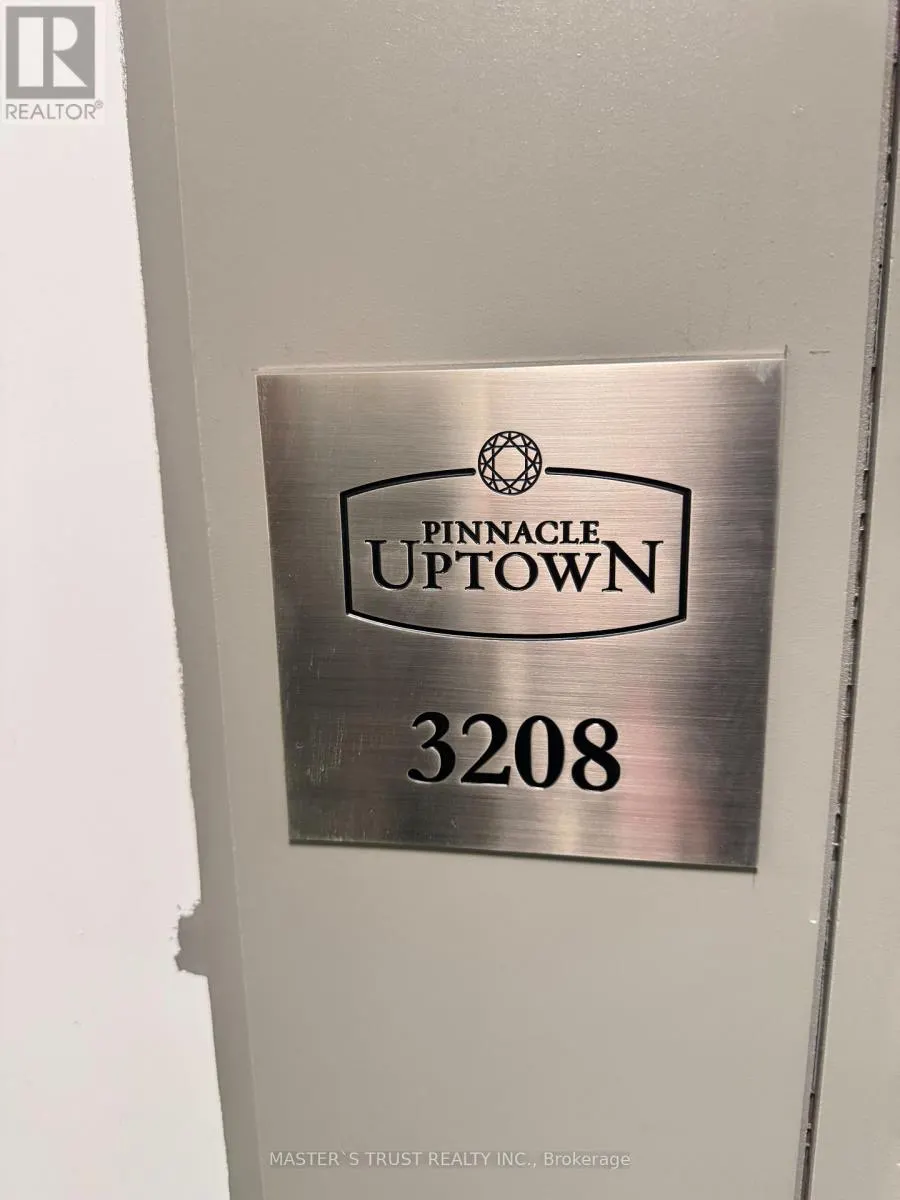 R
REALTOR®
PINNACLE
UPTOWN
3208
MASTER`S TRUST REALTY INC., Brokerage